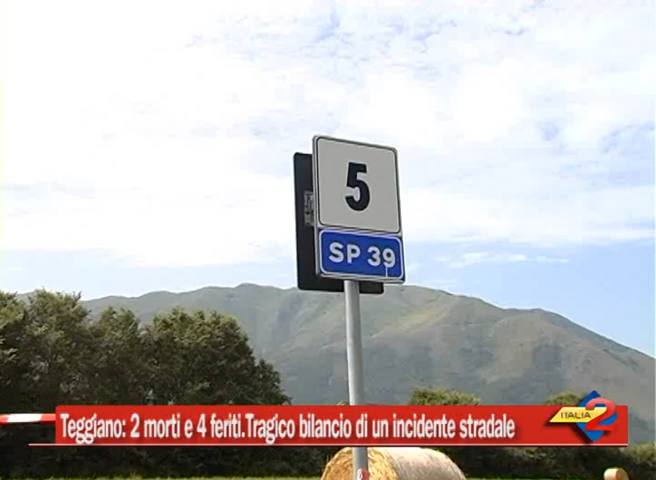 5
SP 39
Teggiano: 2 morti e 4 feriti.Tragico bilancio di un incidente stradale
ITALIA 2